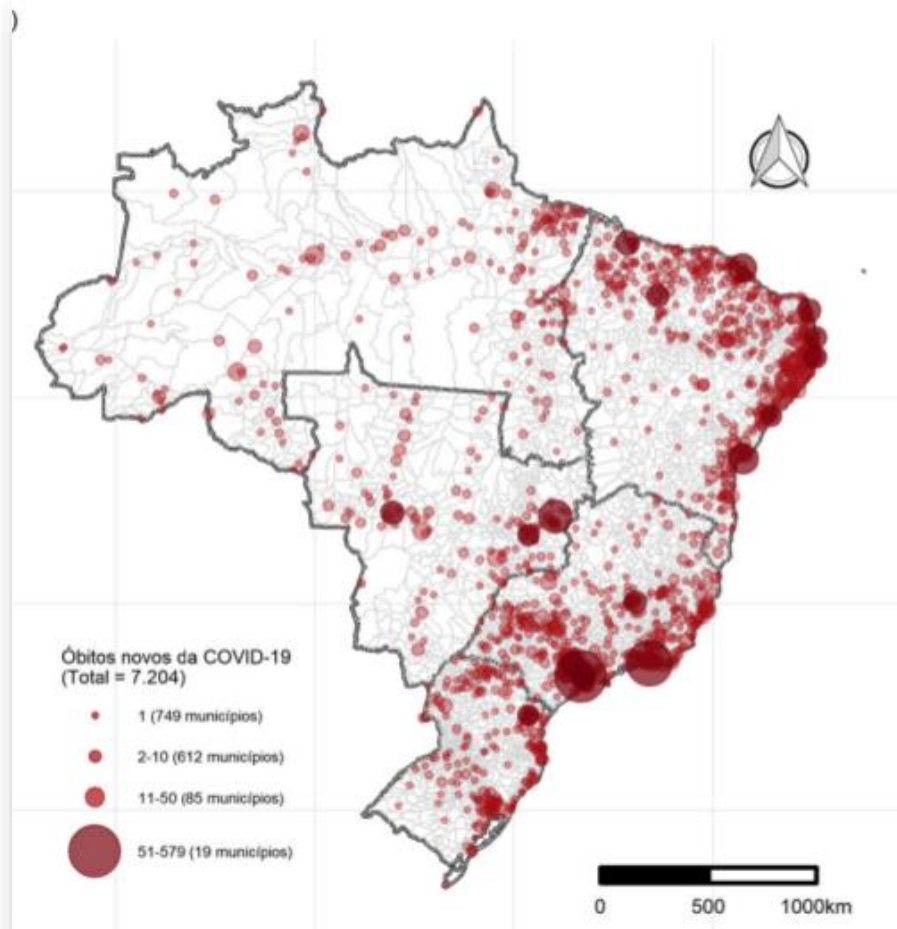 )
Óbitos novos da COVID-19
(Total = 7.204)
1 (749 municípios)
2-10 (612 municípios)
11-50 (85 municípios)
51-579 (19 municípios)
0 500 1000km